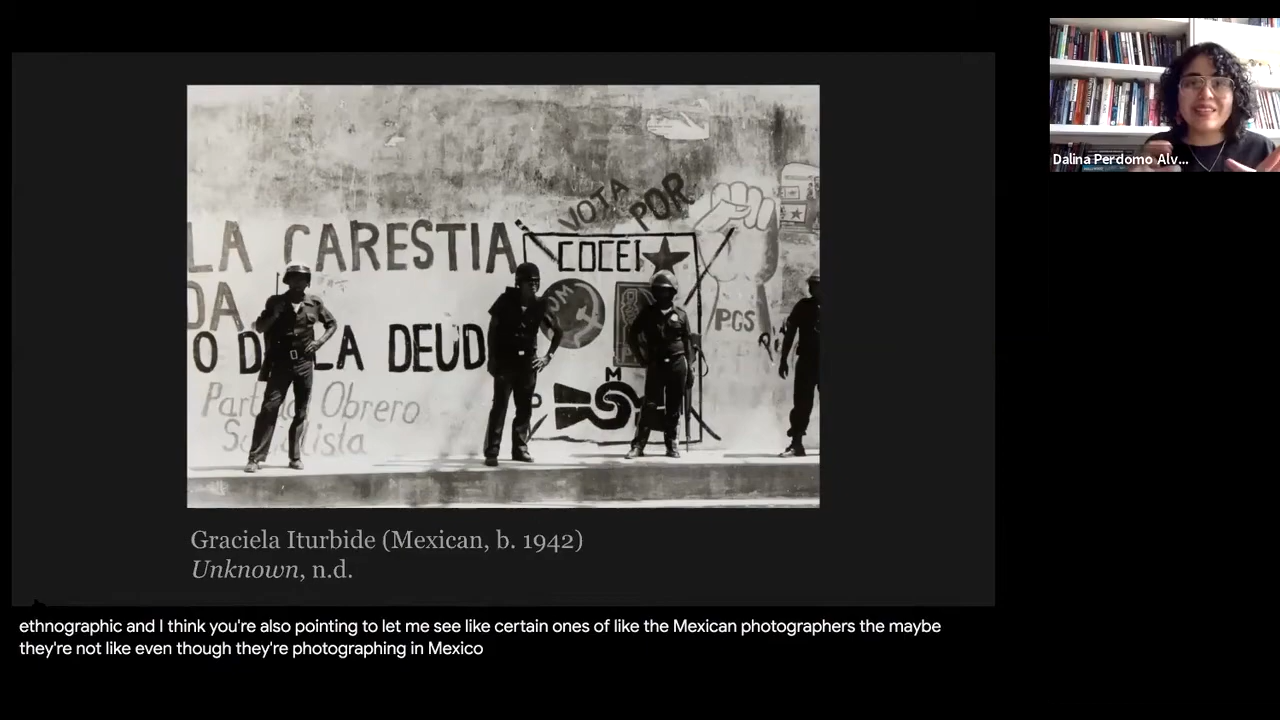 VOTA POR
LA CARESTIA
COCEI
DA
PCS
O D LA DEUD
M
Partido Obrero
Socialista
Graciela Iturbide (Mexican, b. 1942)
Unknown, n.d.
Dalina Perdomo Alv...
ethnographic and I think you're also pointing to let me see like certain ones of like the Mexican photographers the maybe
they're not like even though they're photographing in Mexico